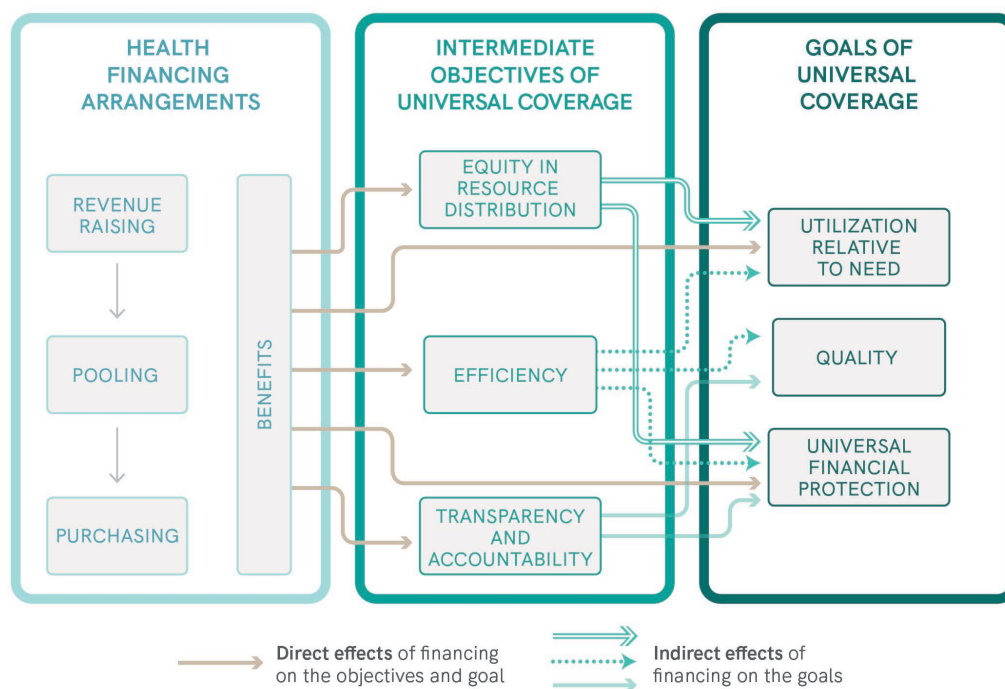 HEALTH
FINANCING
ARRANGEMENTS
REVENUE
RAISING
POOLING
PURCHASING
BENEFITS
INTERMEDIATE
OBJECTIVES OF
UNIVERSAL COVERAGE
EQUITY IN
RESOURCE
DISTRIBUTION
EFFICIENCY
TRANSPARENCY
AND
ACCOUNTABILITY
GOALS OF
UNIVERSAL
COVERAGE
UTILIZATION
RELATIVE
TO NEED
QUALITY
UNIVERSAL
FINANCIAL
PROTECTION
Direct effects of financing
on the objectives and goal
Indirect effects of
financing on the goals